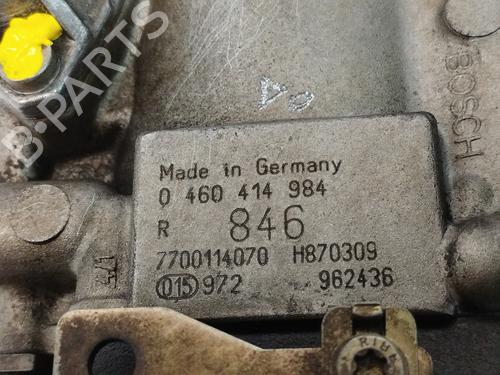 B-PARTS
BOSCH
Made in Germany
0 460 414 984
R 846
7700114070 H870309
015 972 962436